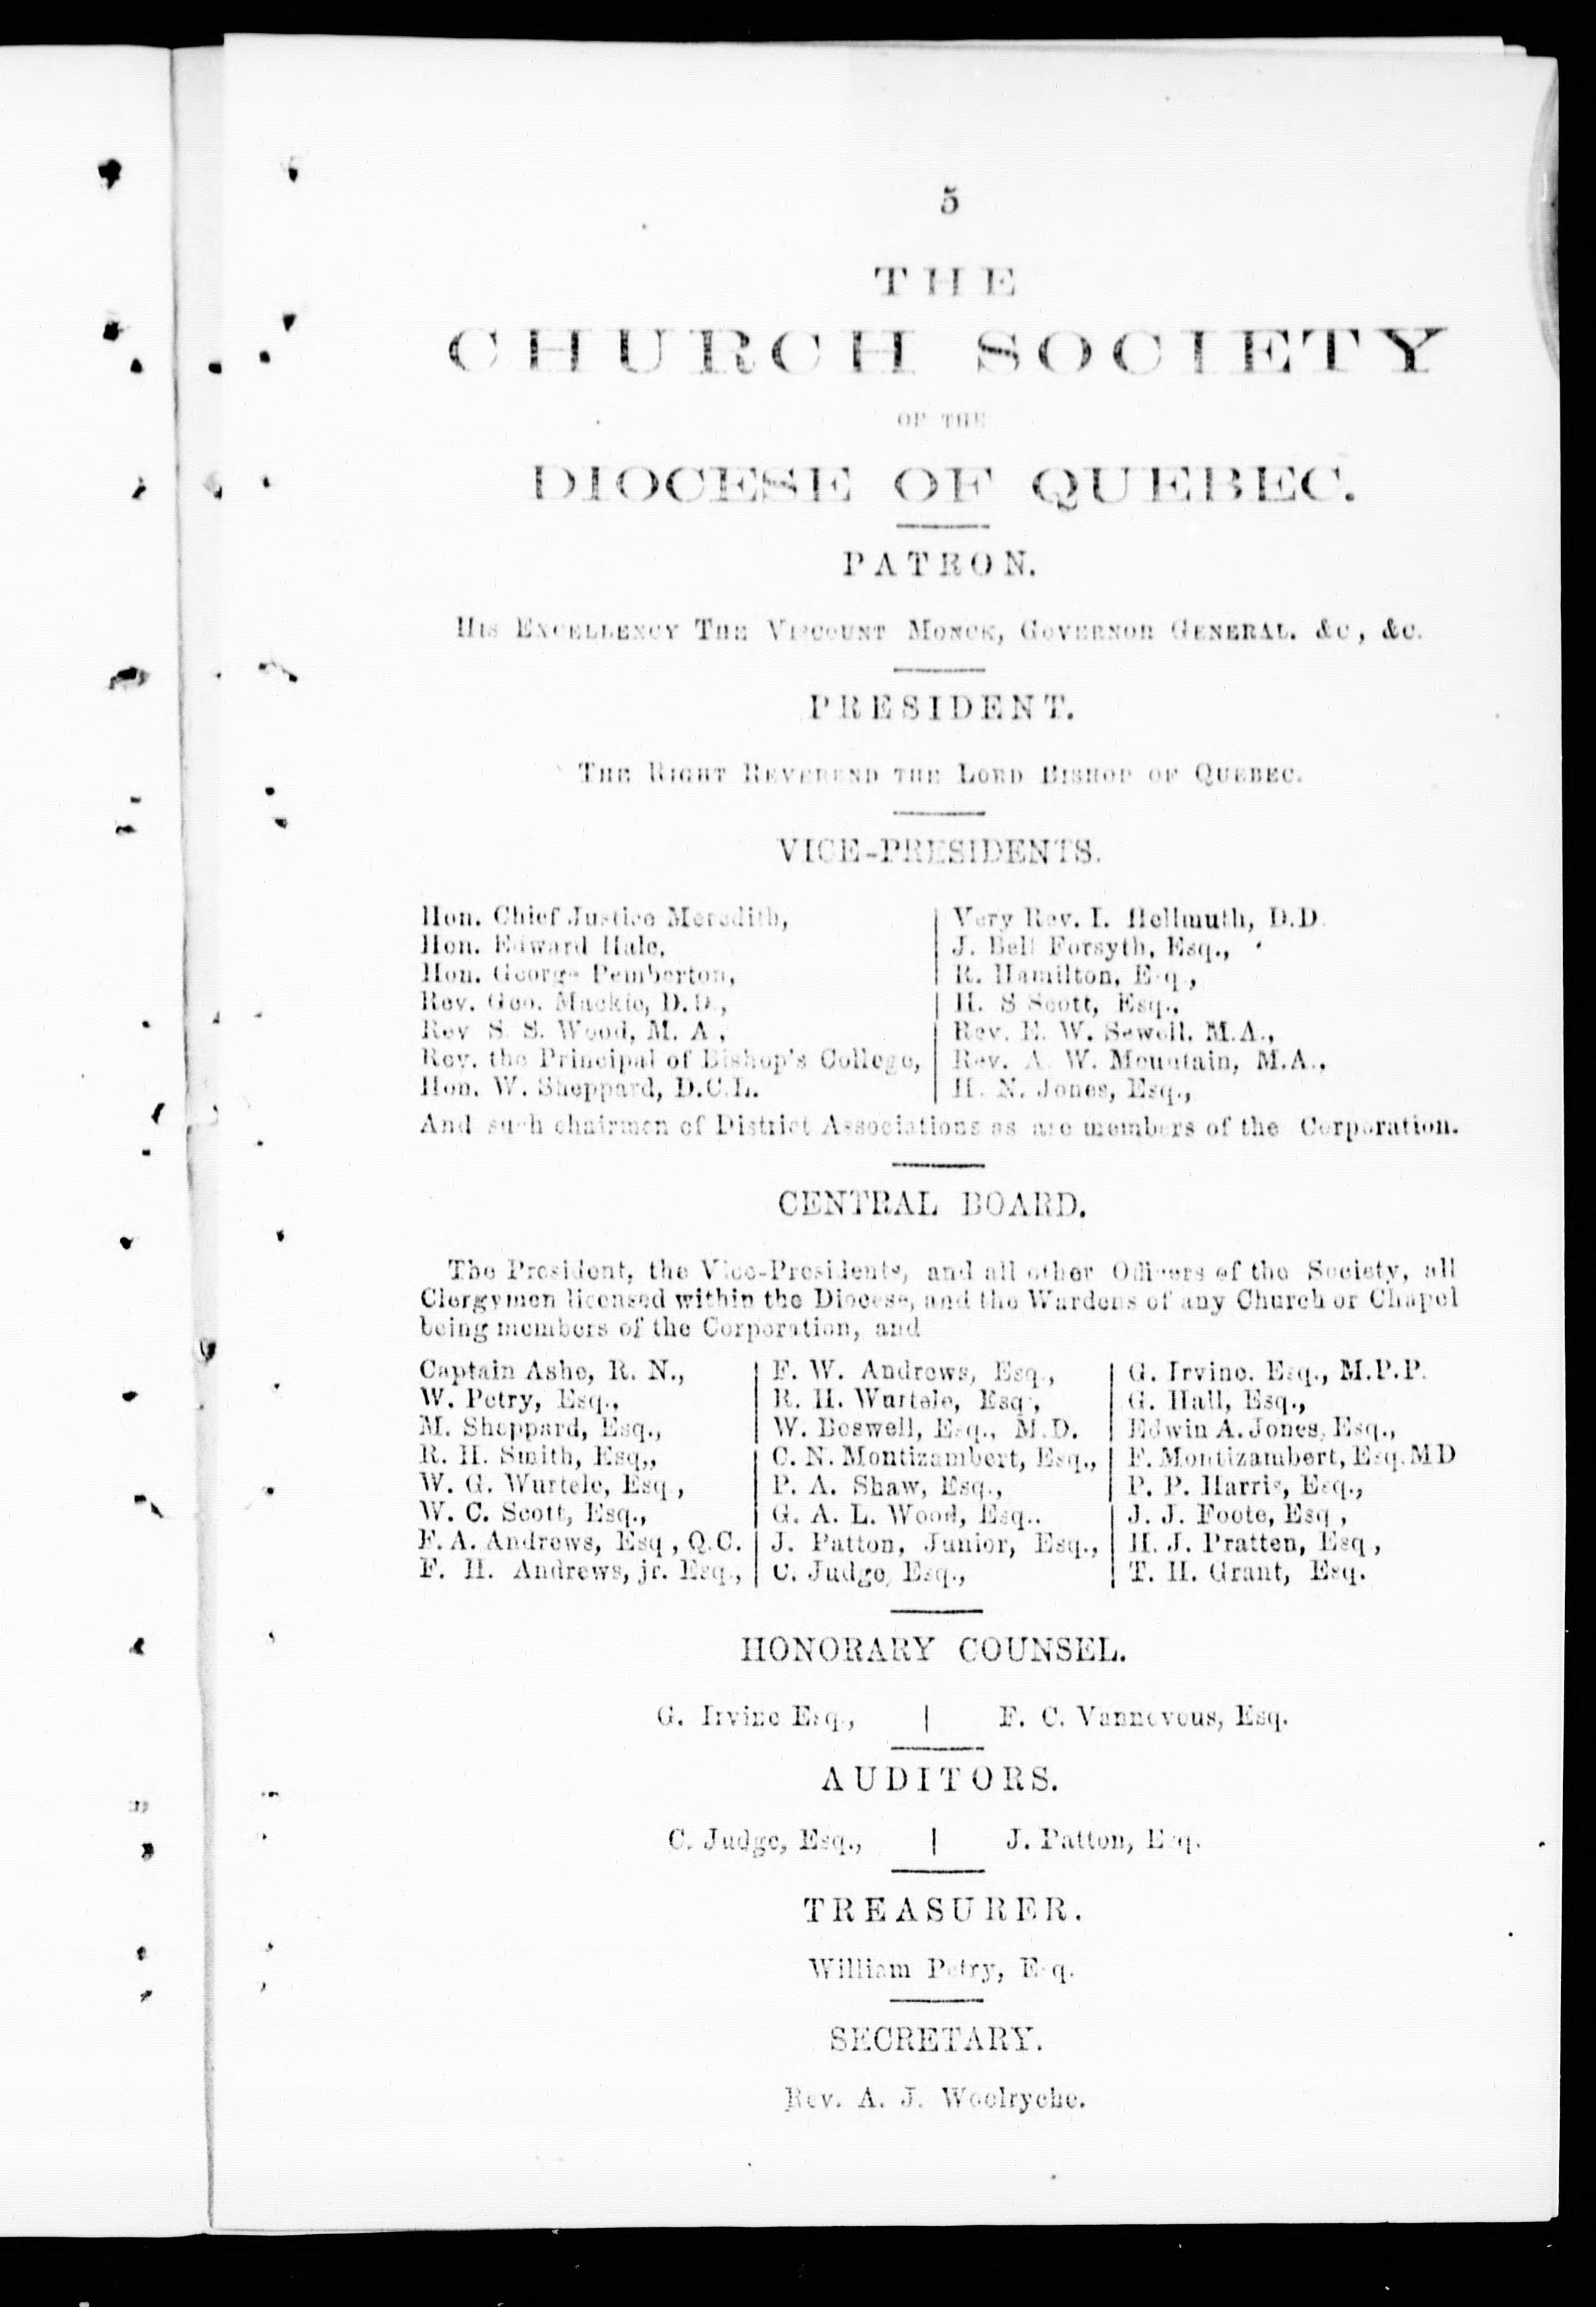 5
THE
CHURCH SOCIETY
OF THE
DIOCESE OF QUEBEC.
PATRON.
His Excellency The Viscount Monck, Governor General. &c, &c.
PRESIDENT.
The Right Reverend the Lord Bishop of Quebec.
VICE-PRESIDENTS.
Hon. Chief Justice Meredith,
Hon. Edward Hale,
Hon. George Pemberton,
Rev. Geo. Mackie, D.D.,
Rev S. S. Wood, M. A,
Rev. the Principal of Bishop's College,
Hon. W. Sheppard, D.C.L.
Very Rev. I. Hellmuth, D.D.
J. Bell Forsyth, Esq.,
R. Hamilton, Esq.,
H. S Scott, Esq.,
Rev. E. W. Sewell, M.A.,
Rev. A. W. Mountain, M.A.,
H. N. Jones, Esq.,
And such chairmen of District Associations as are members of the Corporation.
CENTRAL BOARD.
The President, the Vice-Presidents, and all other Officers of the Society, all
Clergymen licensed within the Diocese, and the Wardens of any Church or Chapel
being members of the Corporation, and
Captain Ashe, R. N.,
W. Petry, Esq.,
M. Sheppard, Esq.,
R. H. Smith, Esq,,
W. G. Wurtele, Esq,
W. C. Scott, Esq.,
F. A. Andrews, Esq, Q.C.
F. H. Andrews, jr. Esq.,
F. W. Andrews, Esq.,
R. H. Wurtele, Esq.,
W. Boswell, Esq., M.D.
C. N. Montizambert, Esq.,
P. A. Shaw, Esq.,
G. A. L. Wood, Esq..
J. Patton, Junior, Esq.,
C. Judge, Esq.,
G. Irvine. Esq., M.P.P.
G. Hall, Esq.,
Edwin A. Jones, Esq.,
F. Montizambert, Esq. MD
P. P. Harris, Esq.,
J. J. Foote, Esq,
H. J. Pratten, Esq,
T. H. Grant, Esq.
HONORARY COUNSEL.
G. Irvine Esq., | F. C. Vannovous, Esq.
AUDITORS.
C. Judge, Esq., | J. Patton, Esq.
TREASURER.
William Petry, Esq.
SECRETARY.
Rev. A. J. Woolryche.